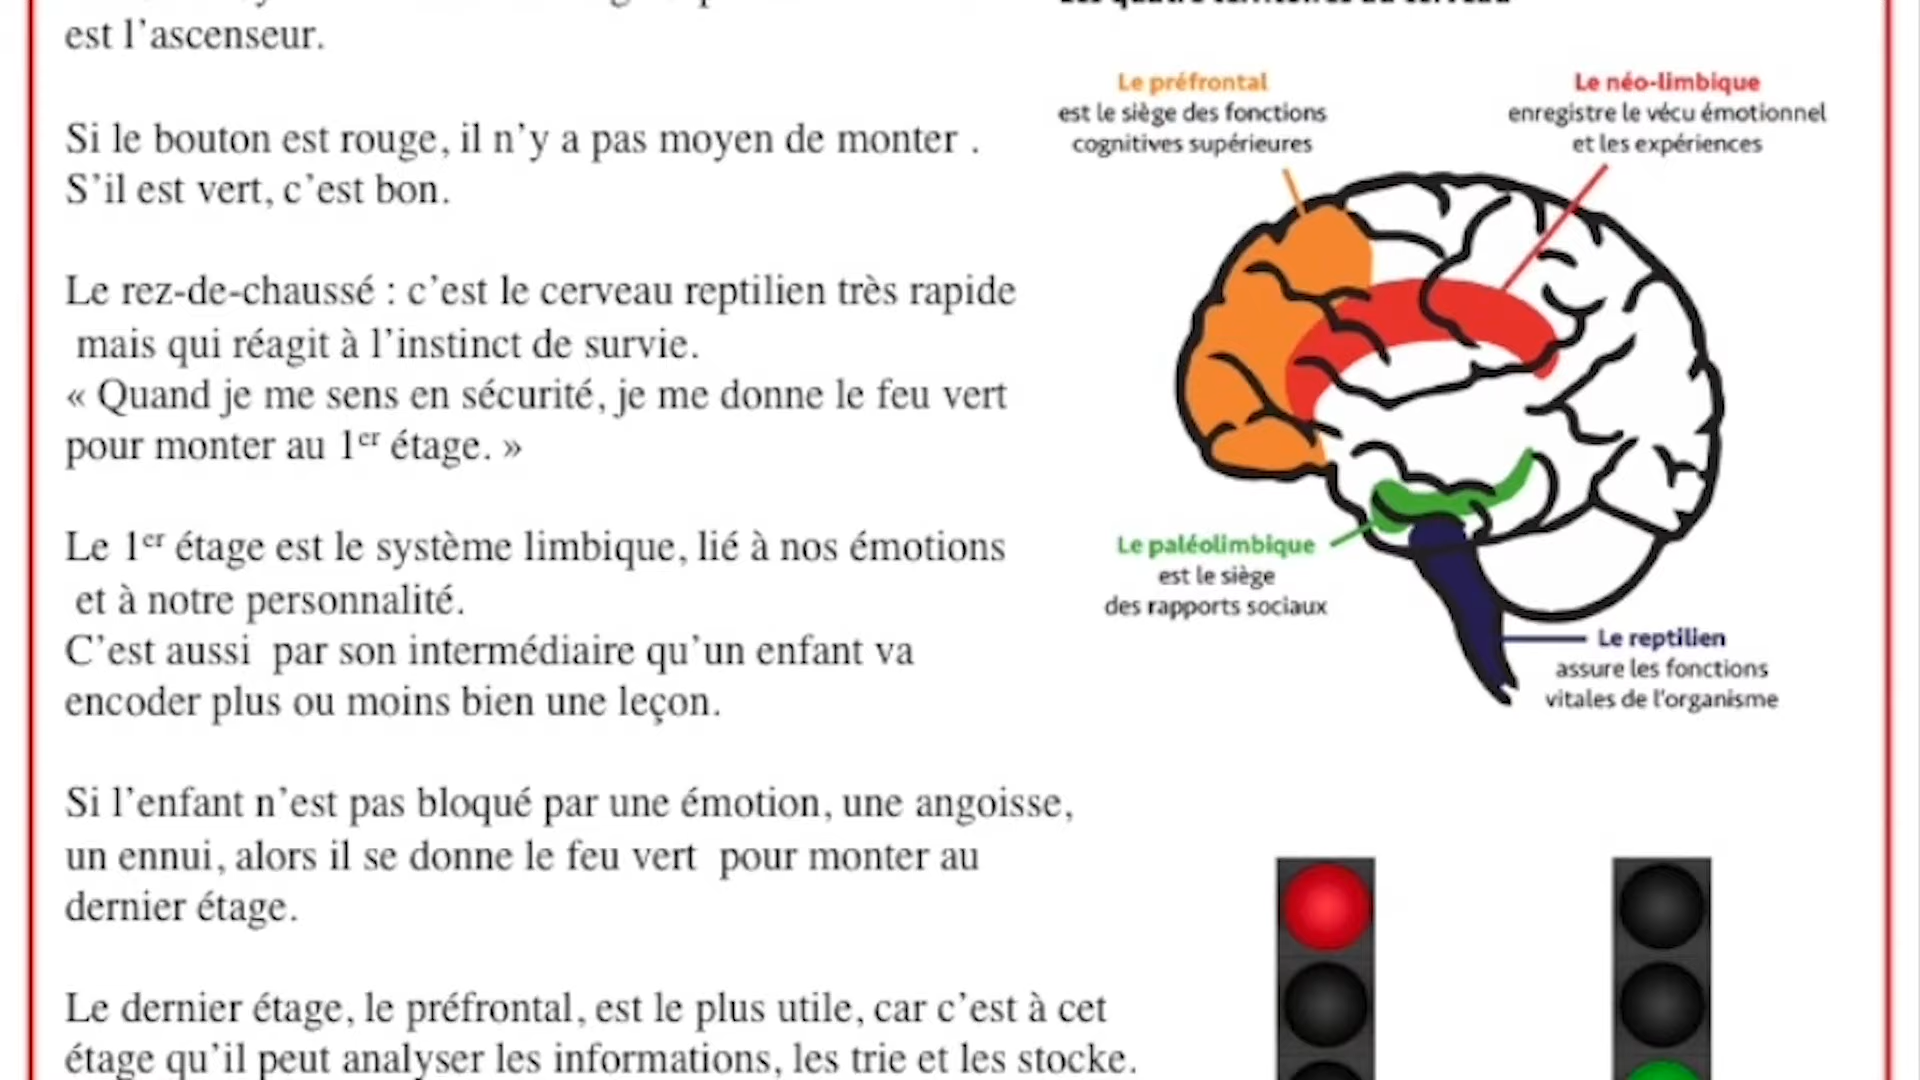 est l'ascenseur.
Si le bouton est rouge, il n'y a pas moyen de monter .
S'il est vert, c'est bon.
Le rez-de-chaussé : c'est le cerveau reptilien très rapide
mais qui réagit à l'instinct de survie.
« Quand je me sens en sécurité, je me donne le feu vert
pour monter au 1er étage. »
Le 1er étage est le système limbique, lié à nos émotions
et à notre personnalité.
C'est aussi par son intermédiaire qu'un enfant va
encoder plus ou moins bien une leçon.
Si l'enfant n'est pas bloqué par une émotion, une angoisse,
un ennui, alors il se donne le feu vert pour monter au
dernier étage.
Le dernier étage, le préfrontal, est le plus utile, car c'est à cet
étage qu'il peut analyser les informations, les trie et les stocke.
Les quatre territoires du cerveau
Le préfrontal
est le siège des fonctions
cognitives supérieures
Le néo-limbique
enregistre le vécu émotionnel
et les expériences
Le paléolimbique
est le siège
des rapports sociaux
Le reptilien
assure les fonctions
vitales de l'organisme